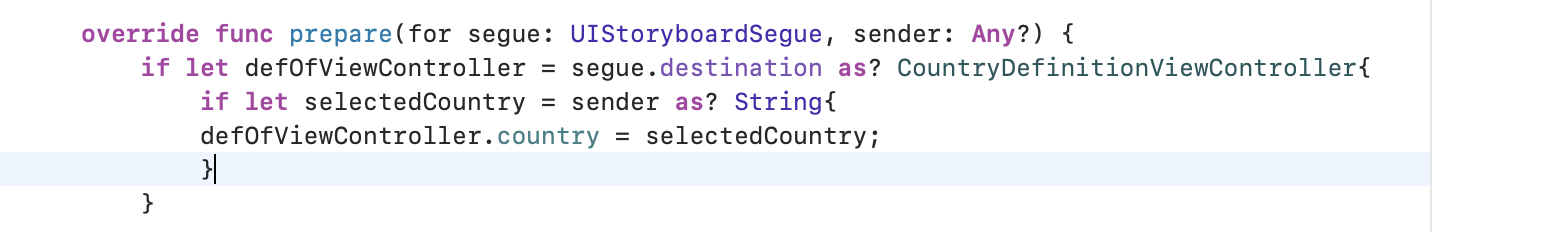 override func prepare(for segue: UIStoryboardSegue, sender: Any?) {
if let defOfViewController = segue.destination as? CountryDefinitionViewController{
if let selectedCountry = sender as? String{
defOfViewController.country = selectedCountry;
}
}